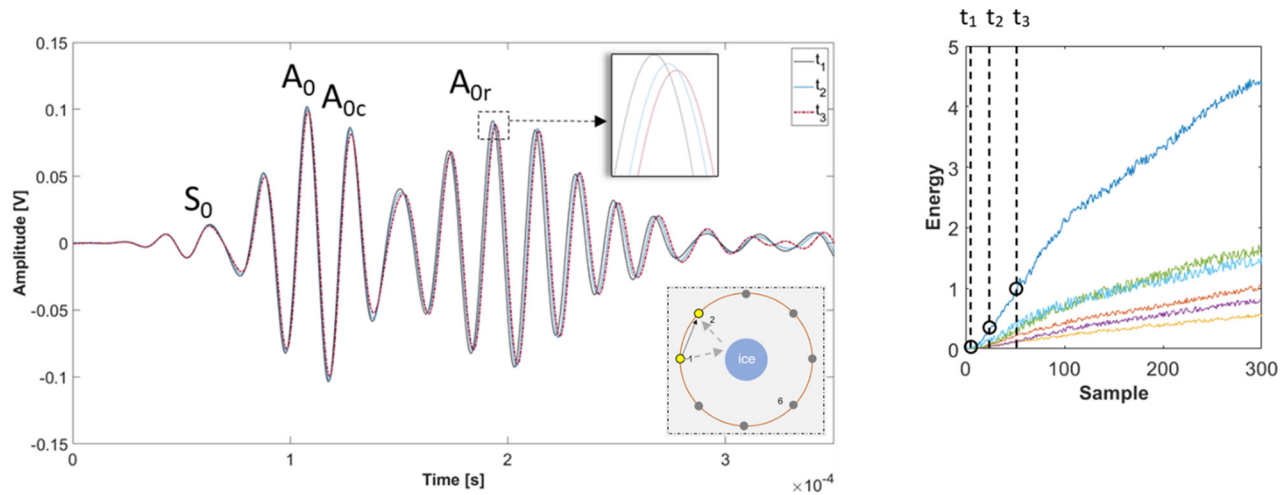 t1 t2 t3
0.15
0.1
0.05
0
-0.05
-0.1
-0.15
Amplitude [V]
S0
A0
A0c
A0r
t1
t2
t3
1
2
ice
6
0
1
2
3
×10-4
Time [s]
5
4
3
2
1
0
Energy
0
100
200
300
Sample